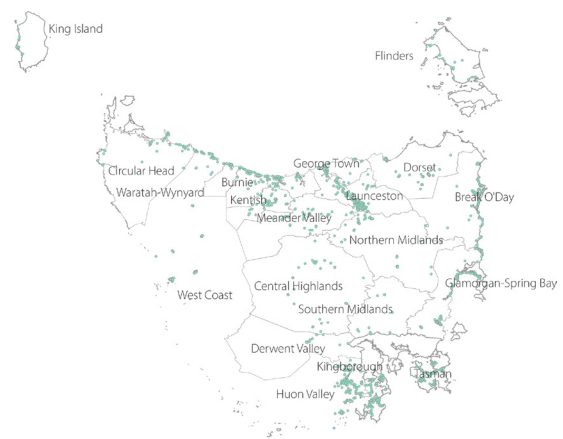 King Island
Flinders
George Town
Dorset
Circular Head
Burnie
Waratah-Wynyard
Kentish
Launceston
Break O'Day
Meander Valley
Northern Midlands
Central Highlands
Glamorgan-Spring Bay
West Coast
Southern Midlands
Derwent Valley
Kingborough
Tasman
Huon Valley